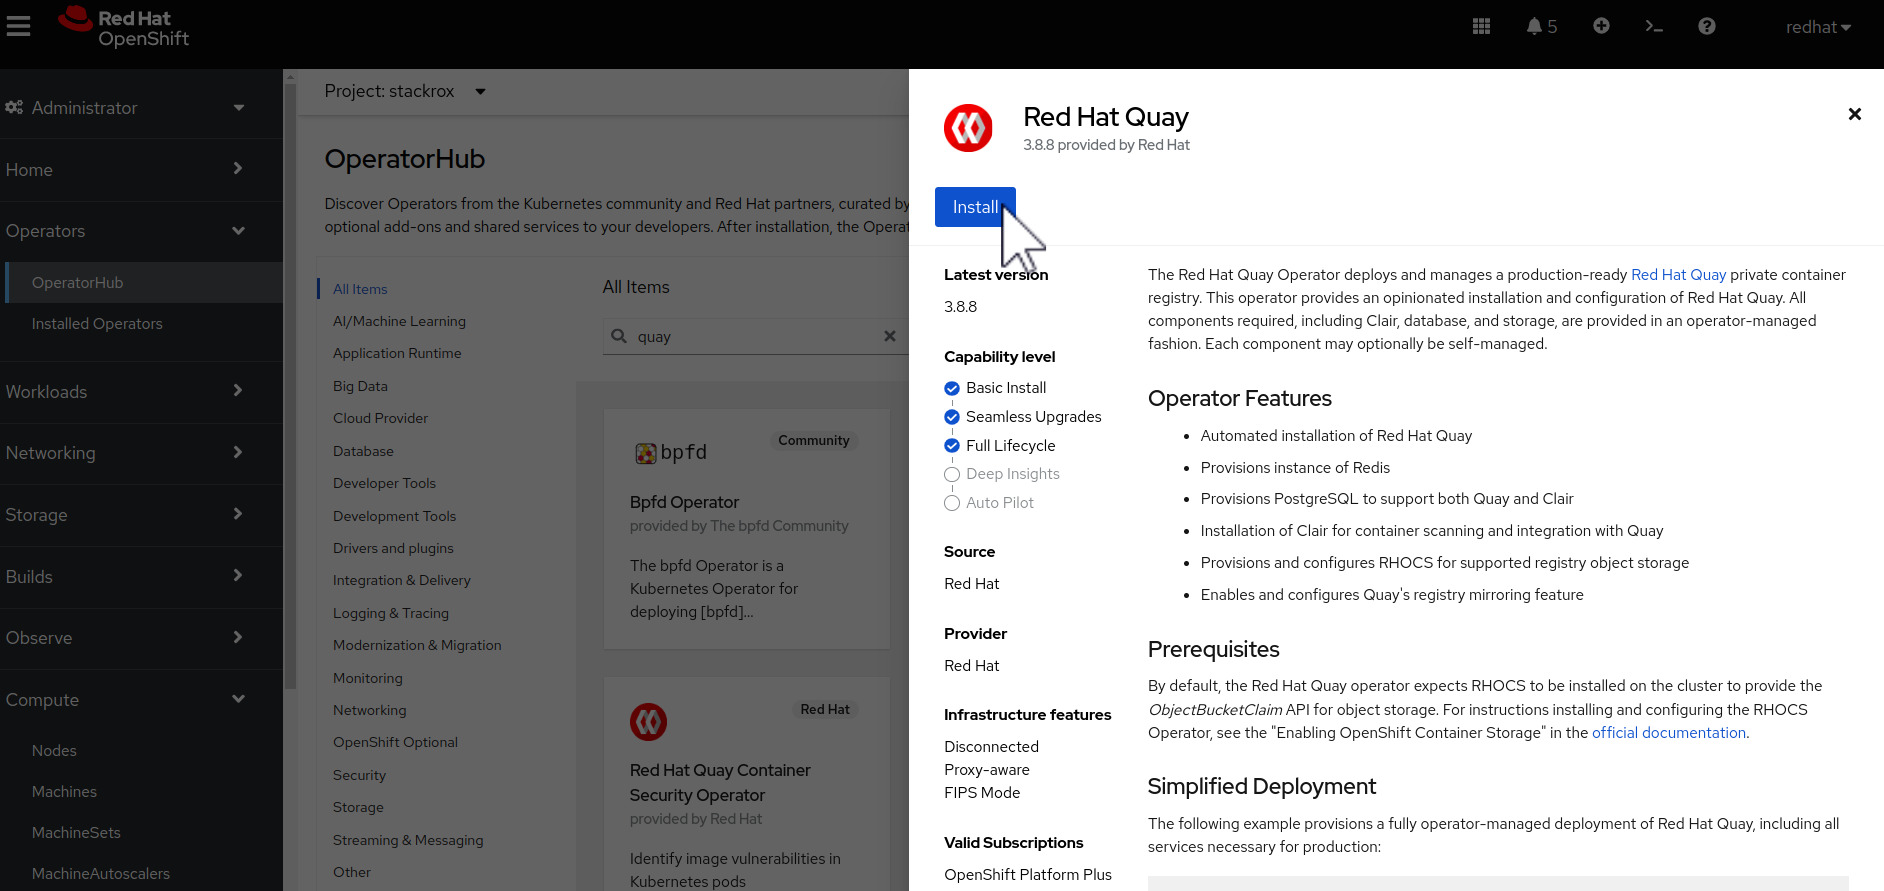 Red Hat
OpenShift
5
redhat
Administrator
Home
Operators
OperatorHub
Installed Operators
Workloads
Networking
Storage
Builds
Observe
Compute
Nodes
Machines
MachineSets
MachineAutoscalers
Project: stackrox
OperatorHub
Discover Operators from the Kubernetes community and Red Hat partners, curated by
optional add-ons and shared services to your developers. After installation, the Operat
All Items
AI/Machine Learning
Application Runtime
Big Data
Cloud Provider
Database
Developer Tools
Development Tools
Drivers and plugins
Integration & Delivery
Logging & Tracing
Modernization & Migration
Monitoring
Networking
OpenShift Optional
Security
Storage
Streaming & Messaging
Other
All Items
quay
Community
bpfd
Bpfd Operator
provided by The bpfd Community
The bpfd Operator is a
Kubernetes Operator for
deploying [bpfd]...
Red Hat
Red Hat Quay Container
Security Operator
provided by Red Hat
Identify image vulnerabilities in
Kubernetes pods
Red Hat Quay
3.8.8 provided by Red Hat
Install
Latest version
3.8.8
Capability level
Basic Install
Seamless Upgrades
Full Lifecycle
Deep Insights
Auto Pilot
Source
Red Hat
Provider
Red Hat
Infrastructure features
Disconnected
Proxy-aware
FIPS Mode
Valid Subscriptions
OpenShift Platform Plus
The Red Hat Quay Operator deploys and manages a production-ready Red Hat Quay private container
registry. This operator provides an opinionated installation and configuration of Red Hat Quay. All
components required, including Clair, database, and storage, are provided in an operator-managed
fashion. Each component may optionally be self-managed.
Operator Features
• Automated installation of Red Hat Quay
• Provisions instance of Redis
• Provisions PostgreSQL to support both Quay and Clair
• Installation of Clair for container scanning and integration with Quay
• Provisions and configures RHOCS for supported registry object storage
• Enables and configures Quay's registry mirroring feature
Prerequisites
By default, the Red Hat Quay operator expects RHOCS to be installed on the cluster to provide the
ObjectBucketClaim API for object storage. For instructions installing and configuring the RHOCS
Operator, see the "Enabling OpenShift Container Storage" in the official documentation.
Simplified Deployment
The following example provisions a fully operator-managed deployment of Red Hat Quay, including all
services necessary for production: